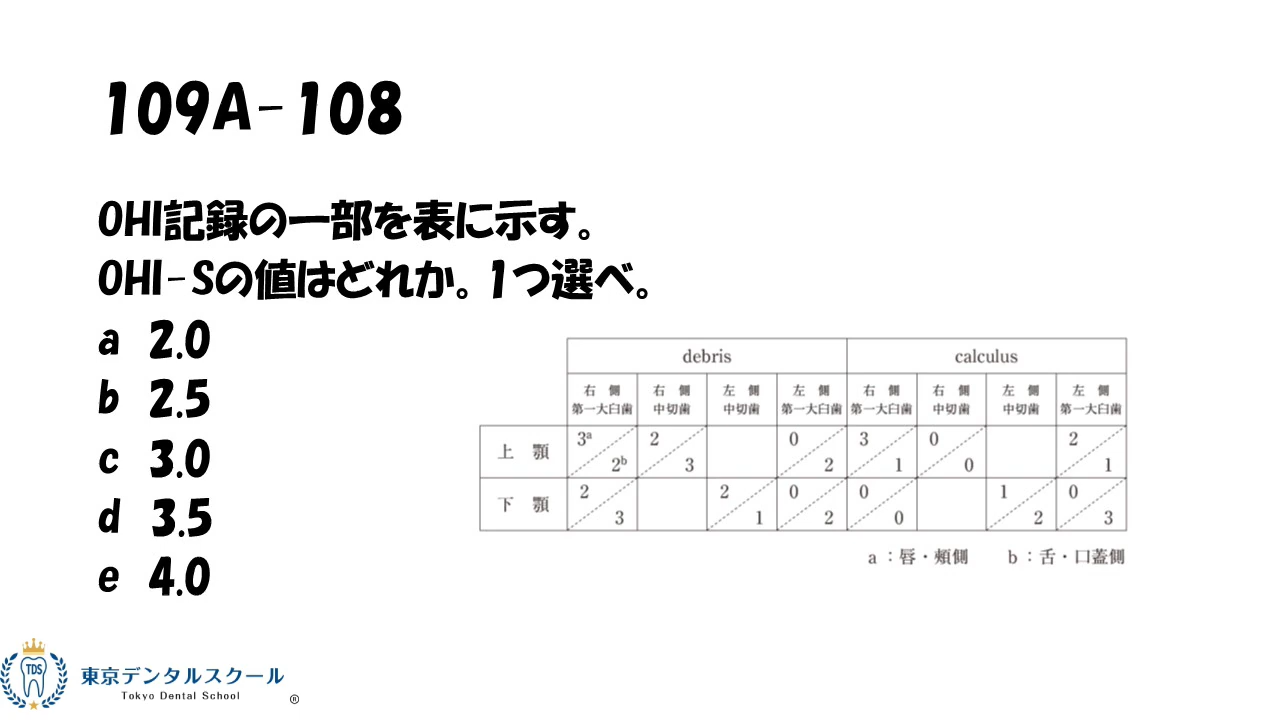 109A-108
OHI記録の一部を表に示す。
OHI-Sの値はどれか。1つ選べ。
a 2.0
b 2.5
c 3.0
d 3.5
e 4.0
debris calculus
右側第一大臼歯 右側中切歯 左側中切歯 左側第一大臼歯 右側第一大臼歯 右側中切歯 左側中切歯 左側第一大臼歯
上顎 3a 2b 2 3 0 2 3 1 0 0 2 1
下顎 2 3 2 1 0 2 0 0 1 2 0 3
a：唇・頰側 b：舌・口蓋側
TDS
東京デンタルスクール
Tokyo Dental School ®